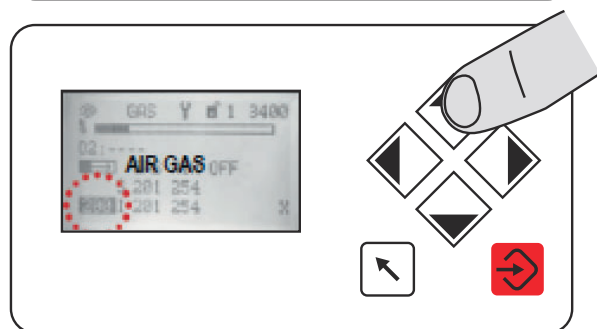 GAS 1 3400
O2:----
AIR GAS OFF
201 254
201 254 X